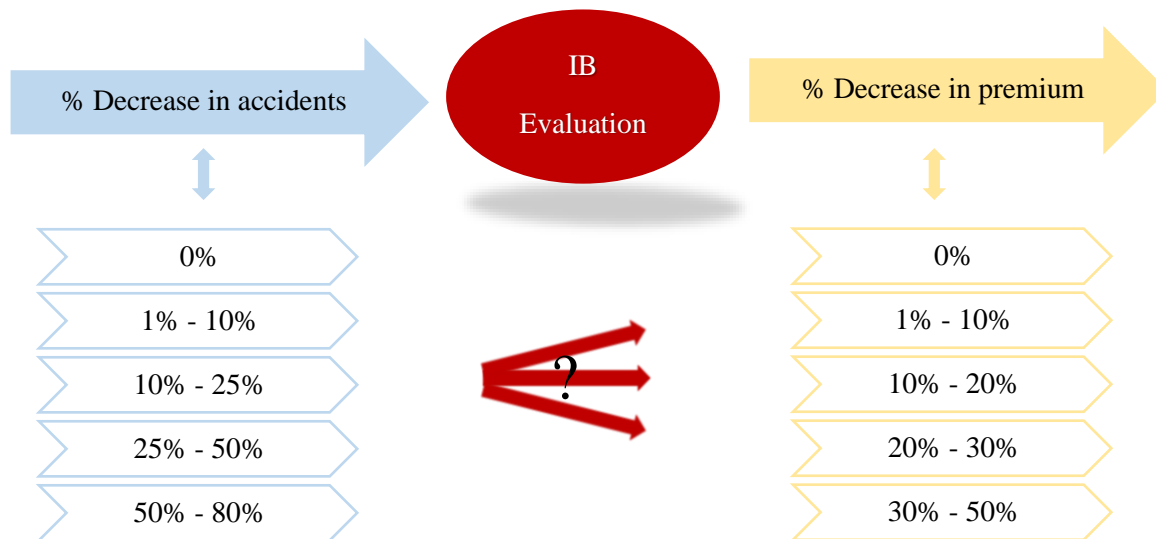 % Decrease in accidents
IB
Evaluation
% Decrease in premium
0%
1% - 10%
10% - 25%
25% - 50%
50% - 80%
?
0%
1% - 10%
10% - 20%
20% - 30%
30% - 50%